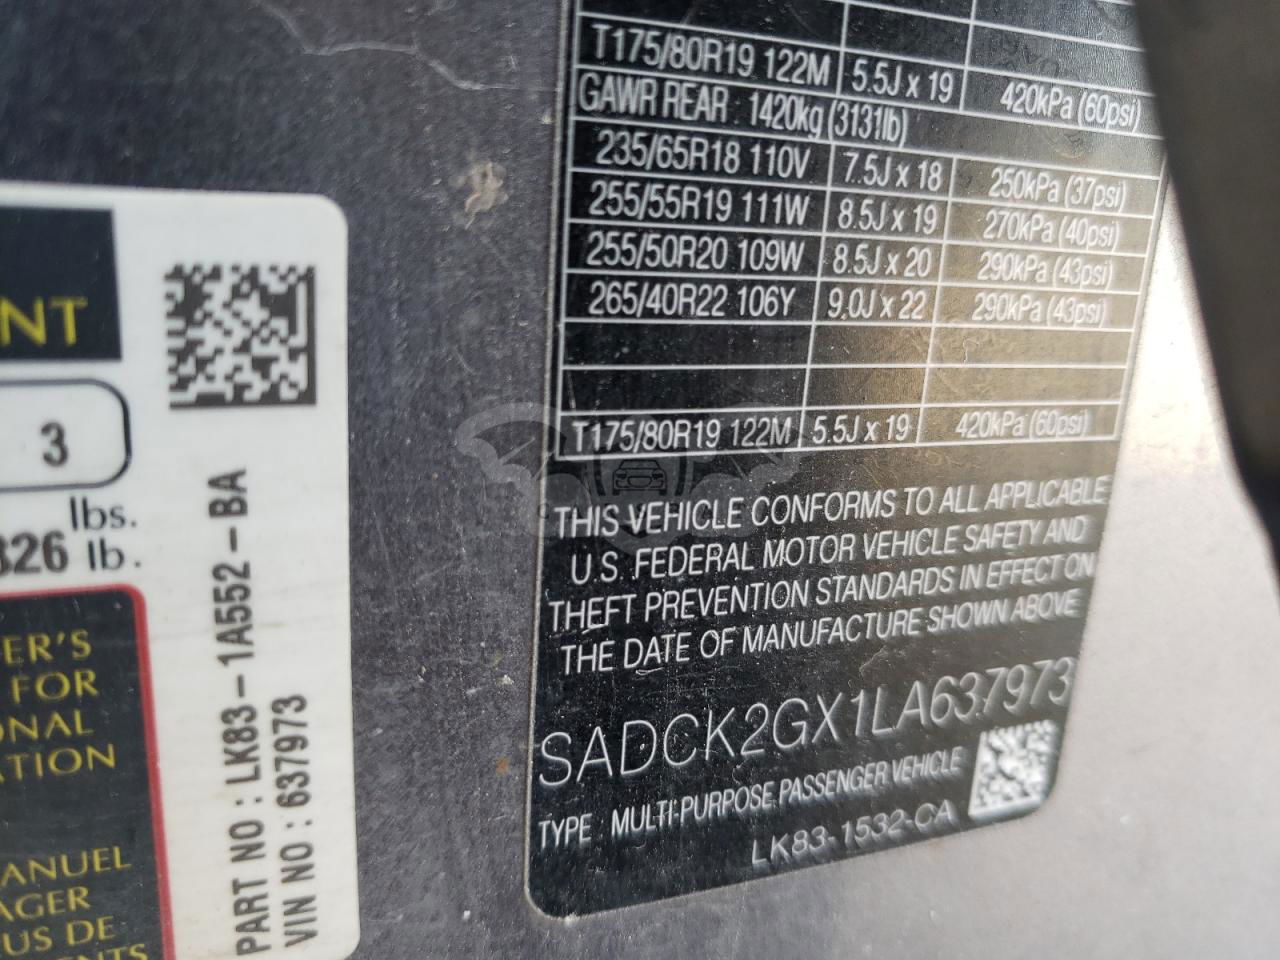 NT
3
lbs.
326 lb.
ER'S
FOR
ONAL
ATION
ANUEL
AGER
US DE
MENTS
PART NO : LK83-1A552-BA
VIN NO : 637973
T175/80R19 122M 5.5J x 19 420kPa (60psi)
GAWR REAR : 1420kg (3131lb)
235/65R18 110V 7.5J x 18 250kPa (37psi)
255/55R19 111W 8.5J x 19 270kPa (40psi)
255/50R20 109W 8.5J x 20 290kPa (43psi)
265/40R22 106Y 9.0J x 22 290kPa (43psi)
T175/80R19 122M 5.5J x 19 420kPa (60psi)
THIS VEHICLE CONFORMS TO ALL APPLICABLE
U.S. FEDERAL MOTOR VEHICLE SAFETY AND
THEFT PREVENTION STANDARDS IN EFFECT ON
THE DATE OF MANUFACTURE SHOWN ABOVE
SADCK2GX1LA637973
TYPE : MULTI-PURPOSE PASSENGER VEHICLE
LK83-1532-CA